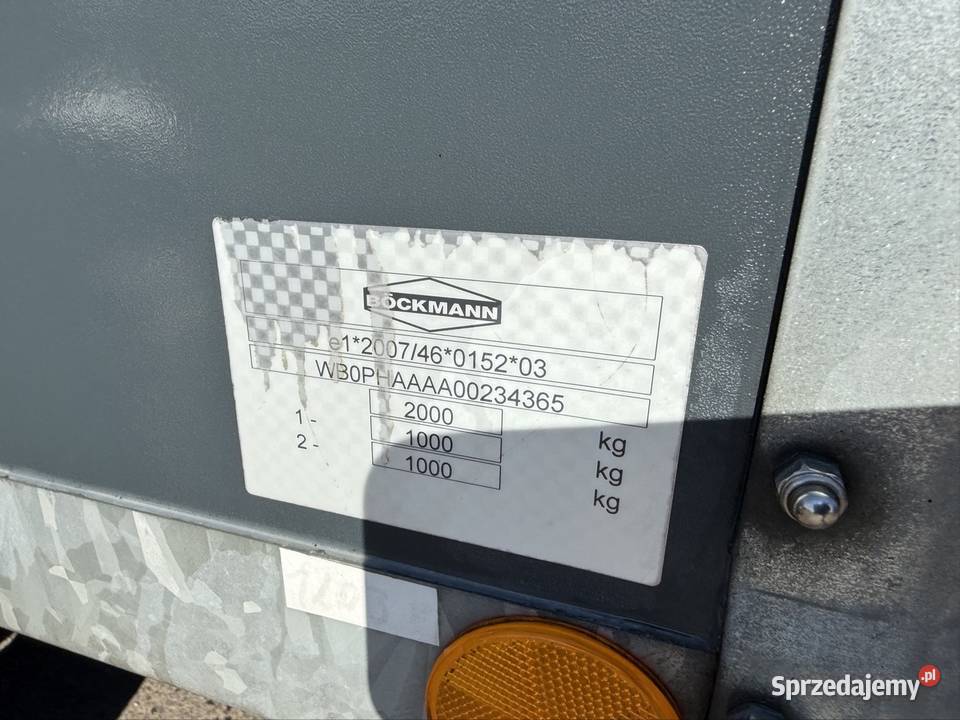 BÖCKMANN
e1*2007/46*0152*03
WB0PHAAAA00234365
2000 kg
1 - 1000 kg
2 - 1000 kg
Sprzedajemy.pl